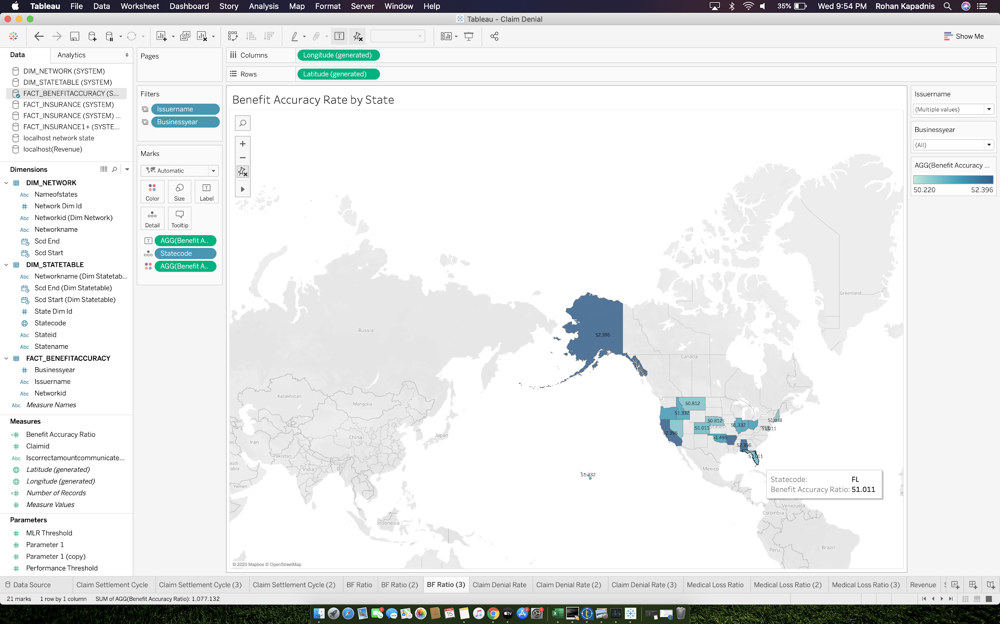 Tableau File Data Worksheet Dashboard Story Analysis Map Format Server Window Help 35% Wed 9:54 PM Rohan Kapadnis
Tableau - Claim Denial
Show Me
Data Analytics
DIM_NETWORK (SYSTEM)
DIM_STATETABLE (SYSTEM)
FACT_BENEFITACCURACY (S...
FACT_INSURANCE (SYSTEM)
FACT_INSURANCE (SYSTEM) ...
FACT_INSURANCE1+ (SYSTE...
localhost network state
localhost(Revenue)
Dimensions
DIM_NETWORK
Abc Nameofstates
# Network Dim Id
Abc Networkid (Dim Network)
Abc Networkname
Scd End
Scd Start
DIM_STATETABLE
Abc Networkname (Dim Statetab...
Scd End (Dim Statetable)
Scd Start (Dim Statetable)
# State Dim Id
Statecode
Abc Stateid
Abc Statename
FACT_BENEFITACCURACY
# Businessyear
Abc Issuername
Abc Networkid
Abc Measure Names
Measures
=# Benefit Accuracy Ratio
# Claimid
Abc Iscorrectamountcommunicate...
Latitude (generated)
Longitude (generated)
=# Number of Records
# Measure Values
Parameters
# MLR Threshold
# Parameter 1
# Parameter 1 (copy)
# Performance Threshold
Pages
Filters
Issuername
Businessyear
Marks
Automatic
Color Size Label
Detail Tooltip
AGG(Benefit A..
Statecode
AGG(Benefit A..
Columns Longitude (generated)
Rows Latitude (generated)
Benefit Accuracy Rate by State
Greenland
Russia
52.396
Canada
Kazakhstan
Mongolia
50.812
51.332
50.812
51.011
51.011
States
51.332
51.011
52.396
51.495
China
Japan
Iran
52.396
Pakistan
51.011
India
Mexico
51.332
Yemen
Statecode: FL
Benefit Accuracy Ratio: 51.011
Venezuela
Colombia
Indonesia
Peru
Brazil
© 2020 Mapbox © OpenStreetMap
Issuername
(Multiple values)
Businessyear
(All)
AGG(Benefit Accuracy ...
50.220 52.396
Data Source Claim Settlement Cycle Claim Settlement Cycle (3) Claim Settlement Cycle (2) BF Ratio BF Ratio (2) BF Ratio (3) Claim Denial Rate Claim Denial Rate (2) Claim Denial Rate (3) Medical Loss Ratio Medical Loss Ratio (2) Medical Loss Ratio (3) Revenue
21 marks 1 row by 1 column SUM of AGG(Benefit Accuracy Ratio): 1,077.132